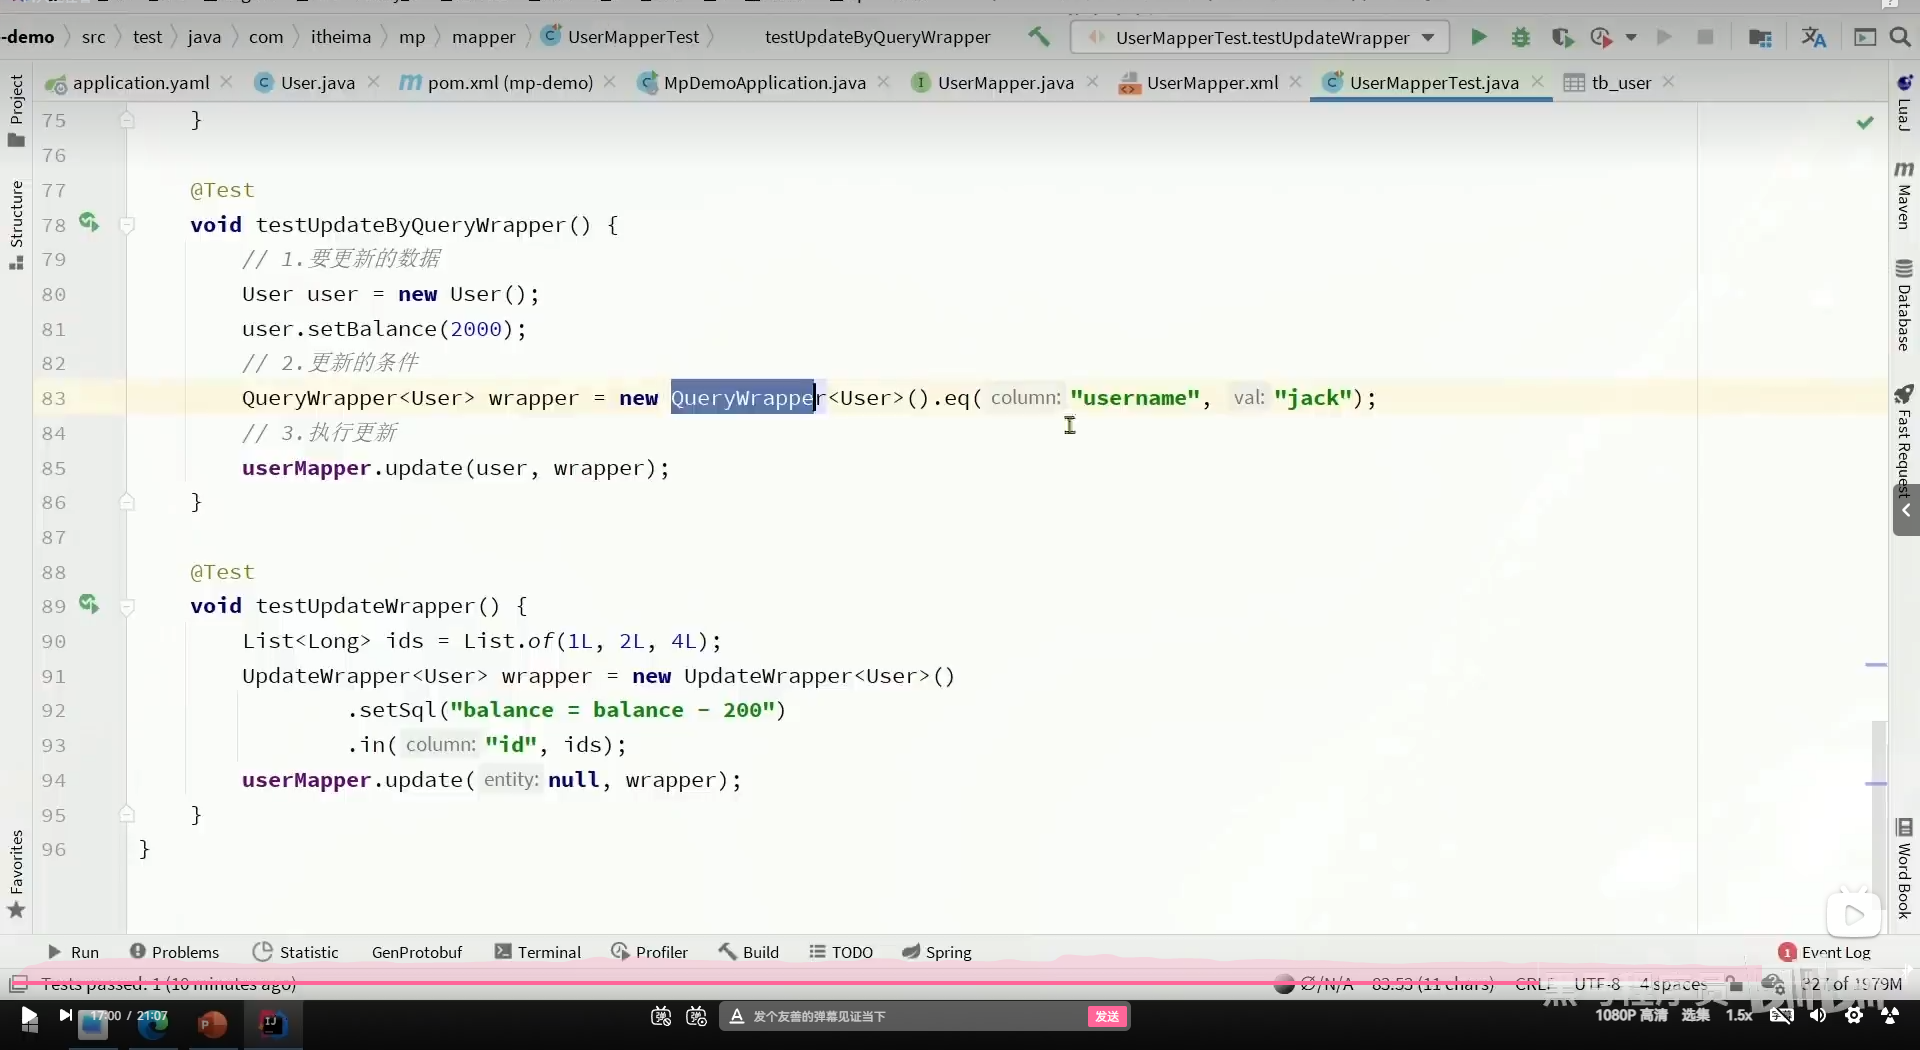 -demo src test java com itheima mp mapper UserMapperTest testUpdateByQueryWrapper UserMapperTest.testUpdateWrapper
application.yaml User.java pom.xml (mp-demo) MpDemoApplication.java UserMapper.java UserMapper.xml UserMapperTest.java tb_user
Project
Structure
Favorites
75 }
76
77 @Test
78 void testUpdateByQueryWrapper() {
79 // 1.要更新的数据
80 User user = new User();
81 user.setBalance(2000);
82 // 2.更新的条件
83 QueryWrapper<User> wrapper = new QueryWrapper<User>().eq( column: "username", val: "jack");
84 // 3.执行更新
85 userMapper.update(user, wrapper);
86 }
87
88 @Test
89 void testUpdateWrapper() {
90 List<Long> ids = List.of(1L, 2L, 4L);
91 UpdateWrapper<User> wrapper = new UpdateWrapper<User>()
92 .setSql("balance = balance - 200")
93 .in( column: "id", ids);
94 userMapper.update( entity: null, wrapper);
95 }
96 }
LuaJ
Maven
Database
Fast Request
Word Book
Run Problems Statistic GenProtobuf Terminal Profiler Build TODO Spring 1 Event Log
Tests passed: 1 (10 minutes ago) Ø/N/A 83:53 (11 chars) CRLF UTF-8 4 spaces 327 of 1979M
17:00 / 21:07 发个友善的弹幕见证当下 发送 1080P 高清 选集 1.5x